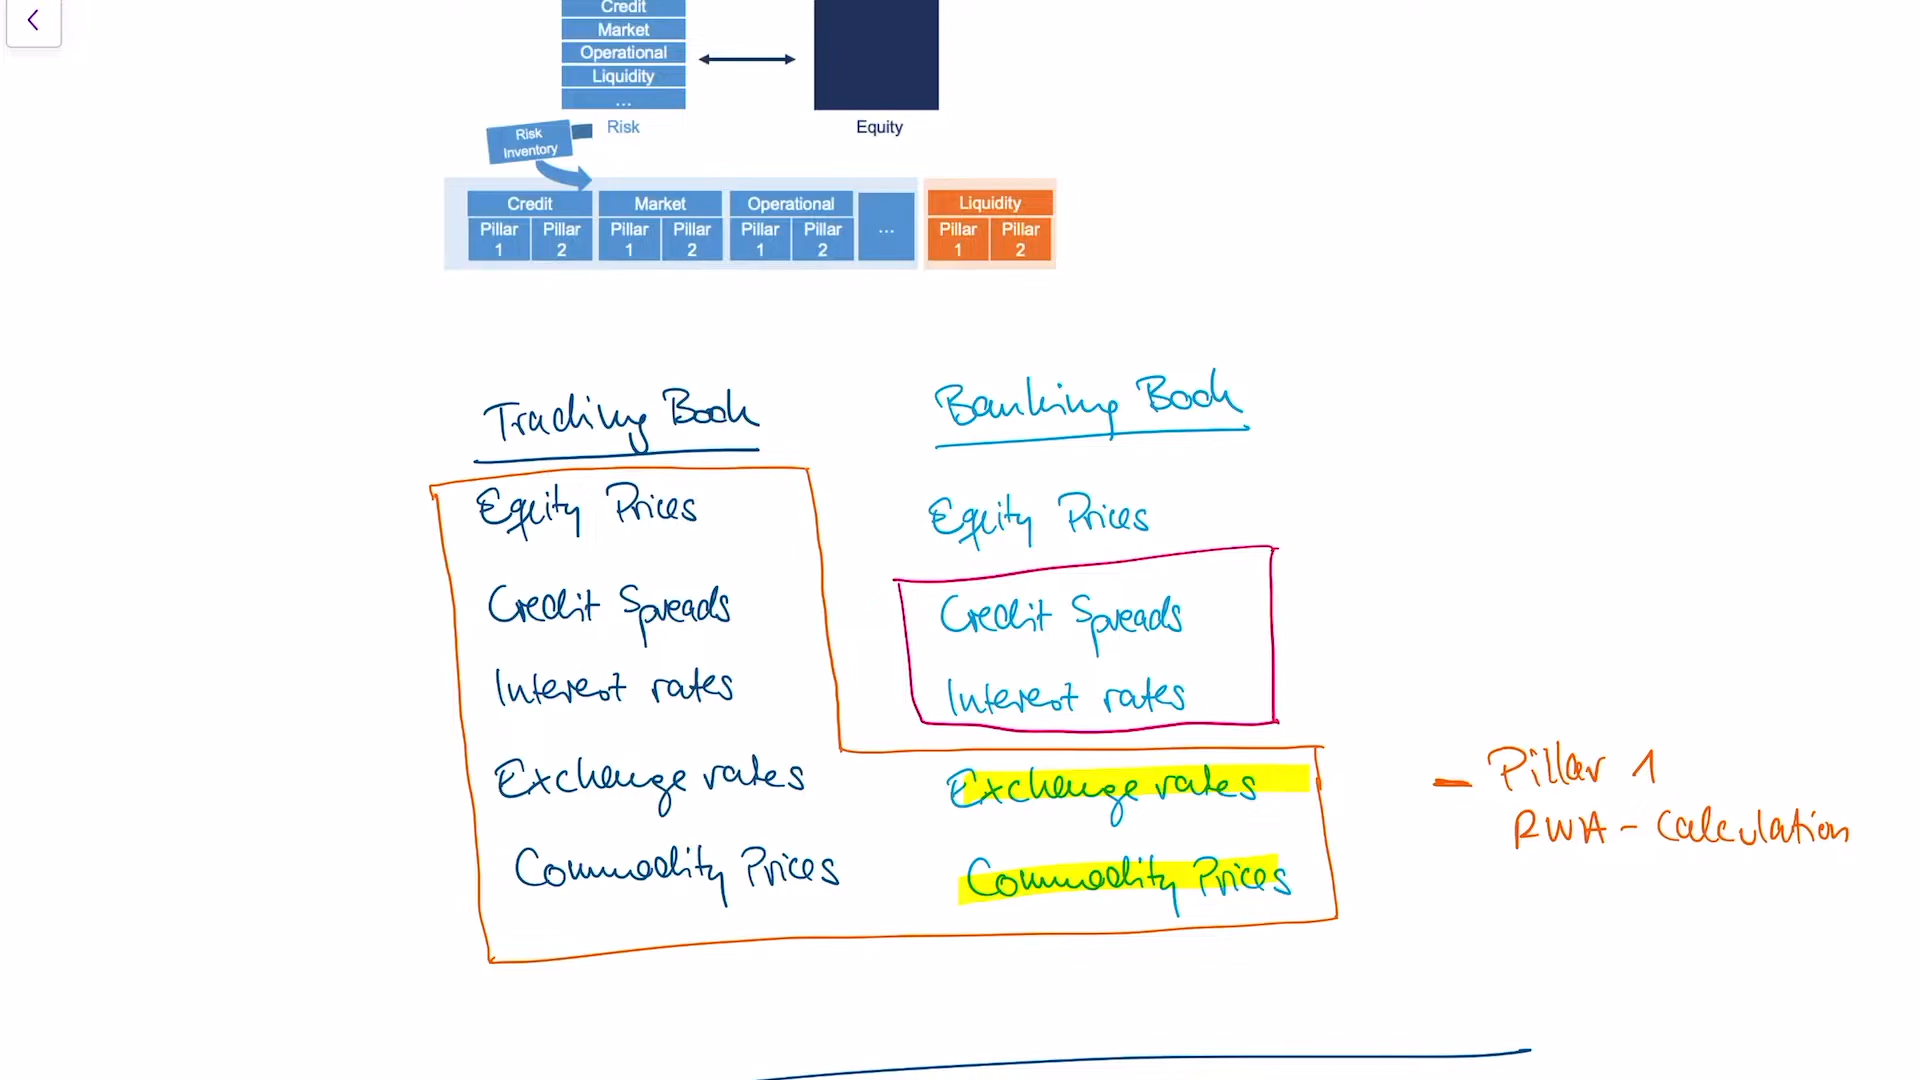 Credit
Market
Operational
Liquidity
...
Risk
Equity
Risk
Inventory
Credit
Market
Operational
Liquidity
Pillar 1
Pillar 2
Pillar 1
Pillar 2
Pillar 1
Pillar 2
...
Pillar 1
Pillar 2
Trading Book
Banking Book
Equity Prices
Equity Prices
Credit Spreads
Credit Spreads
Interest rates
Interest rates
Exchange rates
Exchange rates
Commodity Prices
Commodity Prices
- Pillar 1
RWA - Calculation